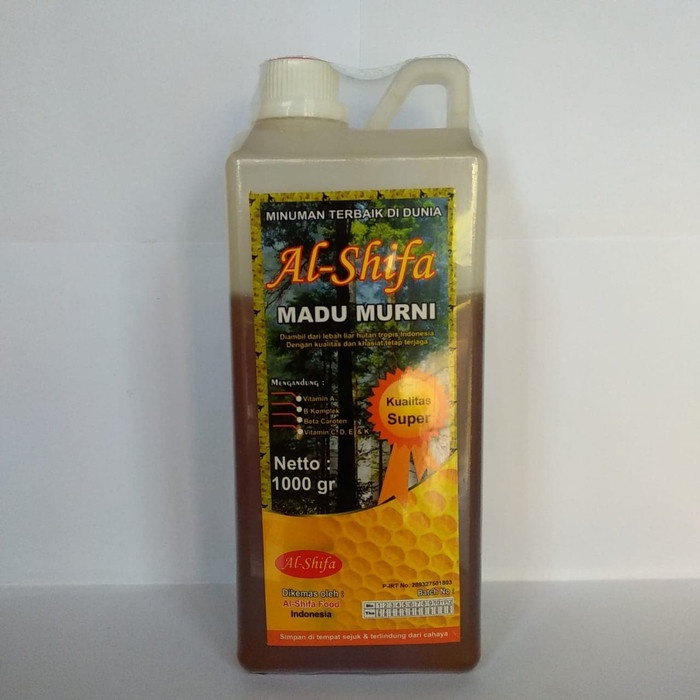 MINUMAN TERBAIK DI DUNIA
Al-Shifa
MADU MURNI
Diambil dari lebah liar hutan tropis Indonesia
Dengan kualitas dan khasiat tetap terjaga
Mengandung :
Vitamin A
B Komplek
Beta Caroten
Vitamin C, D, E, & K
Kualitas
Super
Netto :
1000 gr
Al-Shifa
Dikemas oleh :
Al-Shifa Food
Indonesia
P-IRT No.
Batch No :
Simpan di tempat sejuk & terlindung dari cahaya